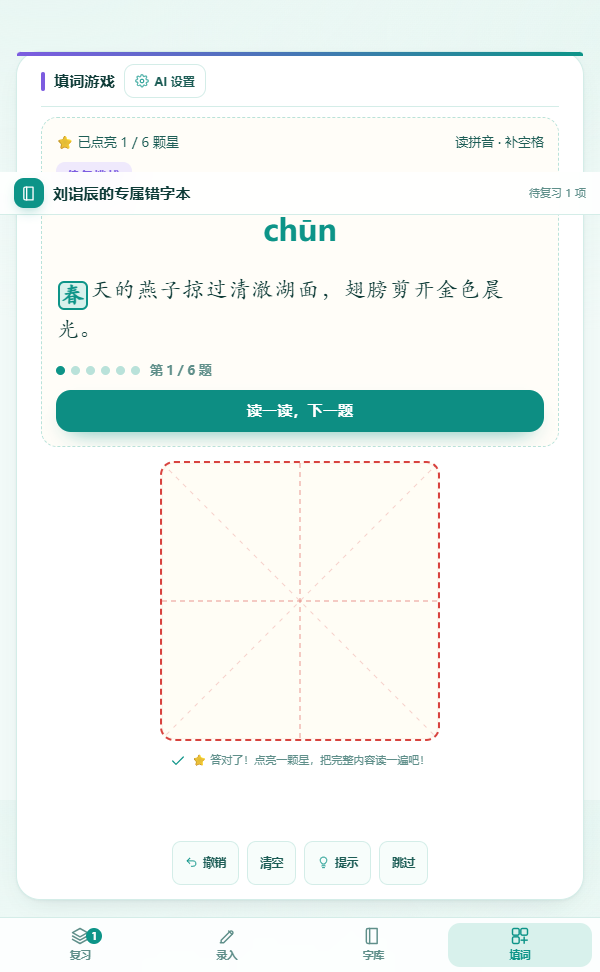 填词游戏
AI 设置
已点亮 1 / 6 颗星
读拼音 · 补空格
刘诣辰的专属错字本
待复习 1 项
chūn
春天的燕子掠过清澈湖面，翅膀剪开金色晨
光。
第 1 / 6 题
读一读，下一题
答对了！点亮一颗星，把完整内容读一遍吧！
撤销
清空
提示
跳过
1
复习
录入
字库
填词